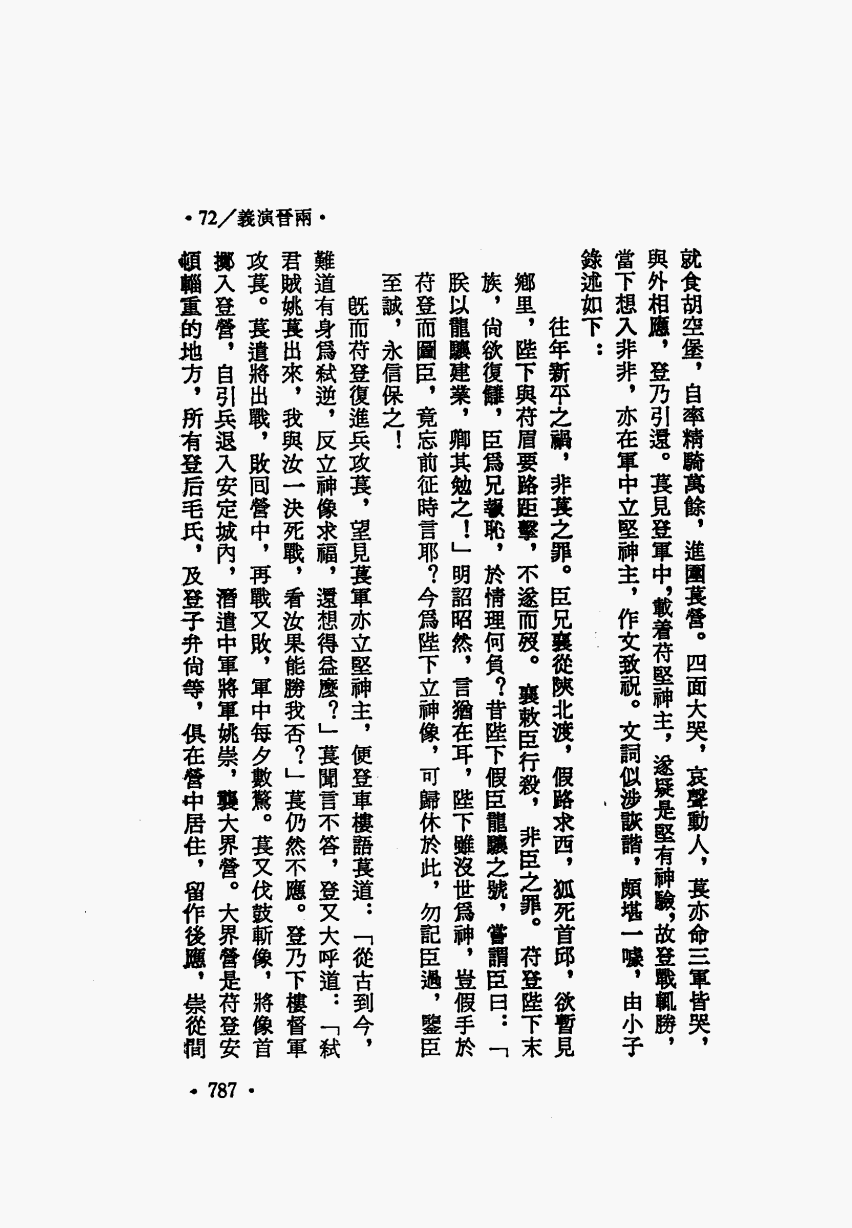 ・72／義演晉兩・
就食胡空堡，自率精騎萬餘，進圍萇營。四面大哭，哀聲動人，萇亦命三軍皆哭，
與外相應，登乃引還。萇見登軍中，載着苻堅神主，遂疑是堅有神驗，故登戰輒勝，
當下想入非非，亦在軍中立堅神主，作文致祝。文詞似涉詼諧，頗堪一噱，由小子
錄述如下：
往年新平之禍，非萇之罪。臣兄襄從陝北渡，假路求西，狐死首邱，欲暫見
鄉里，陛下與苻眉要路距擊，不遂而歿。襄敕臣行殺，非臣之罪。苻登陛下末
族，尙欲復讎，臣爲兄報恥，於情理何負？昔陛下假臣龍驤之號，嘗謂臣曰：「
朕以龍驤建業，卿其勉之！」明詔昭然，言猶在耳，陛下雖沒世爲神，豈假手於
苻登而圖臣，竟忘前征時言耶？今爲陛下立神像，可歸休於此，勿記臣過，鑒臣
至誠，永信保之！
旣而苻登復進兵攻萇，望見萇軍亦立堅神主，便登車樓語萇道：「從古到今，
難道有身爲弒逆，反立神像求福，還想得益麼？」萇聞言不答，登又大呼道：「弒
君賊姚萇出來，我與汝一決死戰，看汝果能勝我否？」萇仍然不應。登乃下樓督軍
攻萇。萇遣將出戰，敗回營中，再戰又敗，軍中每夕數驚。萇又伐鼓斬像，將像首
擲入登營，自引兵退入安定城內，潛遣中軍將軍姚崇，襲大界營。大界營是苻登安
頓輜重的地方，所有登后毛氏，及登子弁尙等，俱在營中居住，留作後應，崇從間
・787・